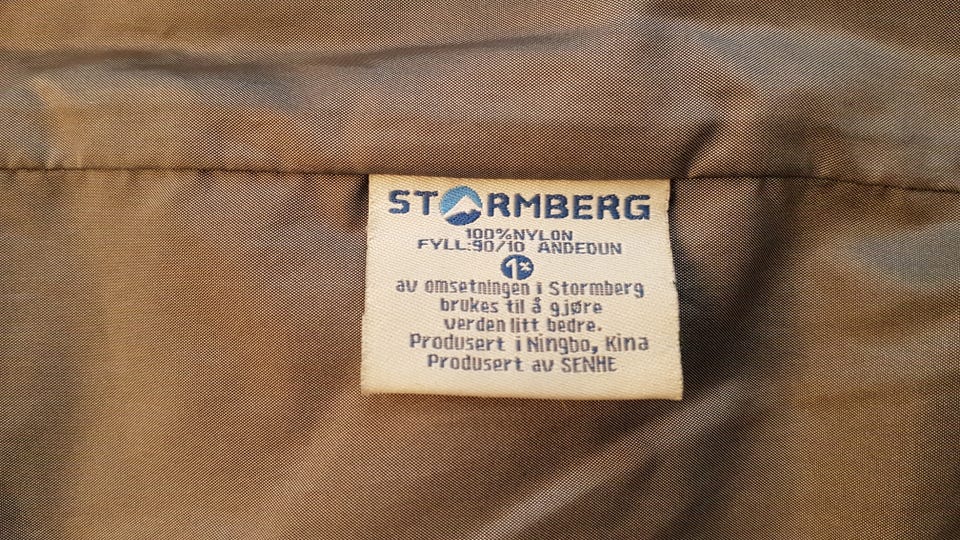 STORMBERG
100%NYLON
FYLL:90/10 ANDEDUN
1%
av omsetningen i Stormberg
brukes til å gjøre
verden litt bedre.
Produsert i Ningbo, Kina
Produsert av SENHE